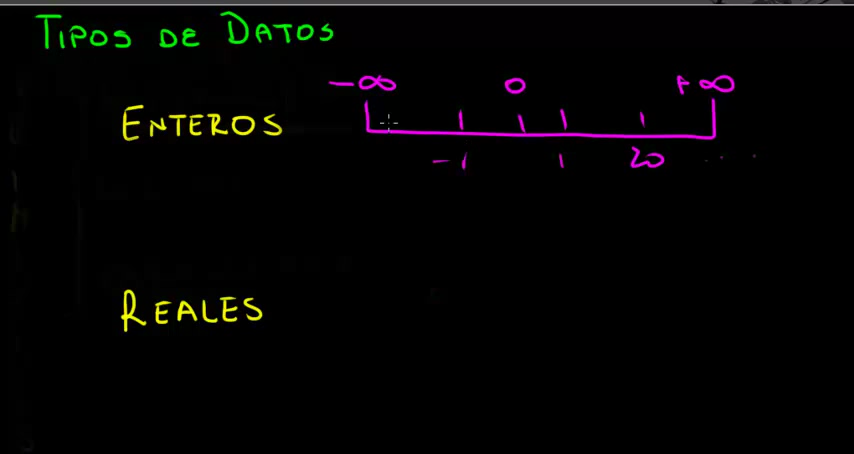 TIPOS DE DATOS
-∞ 0 +∞
ENTEROS
-1 1 20 ....
REALES